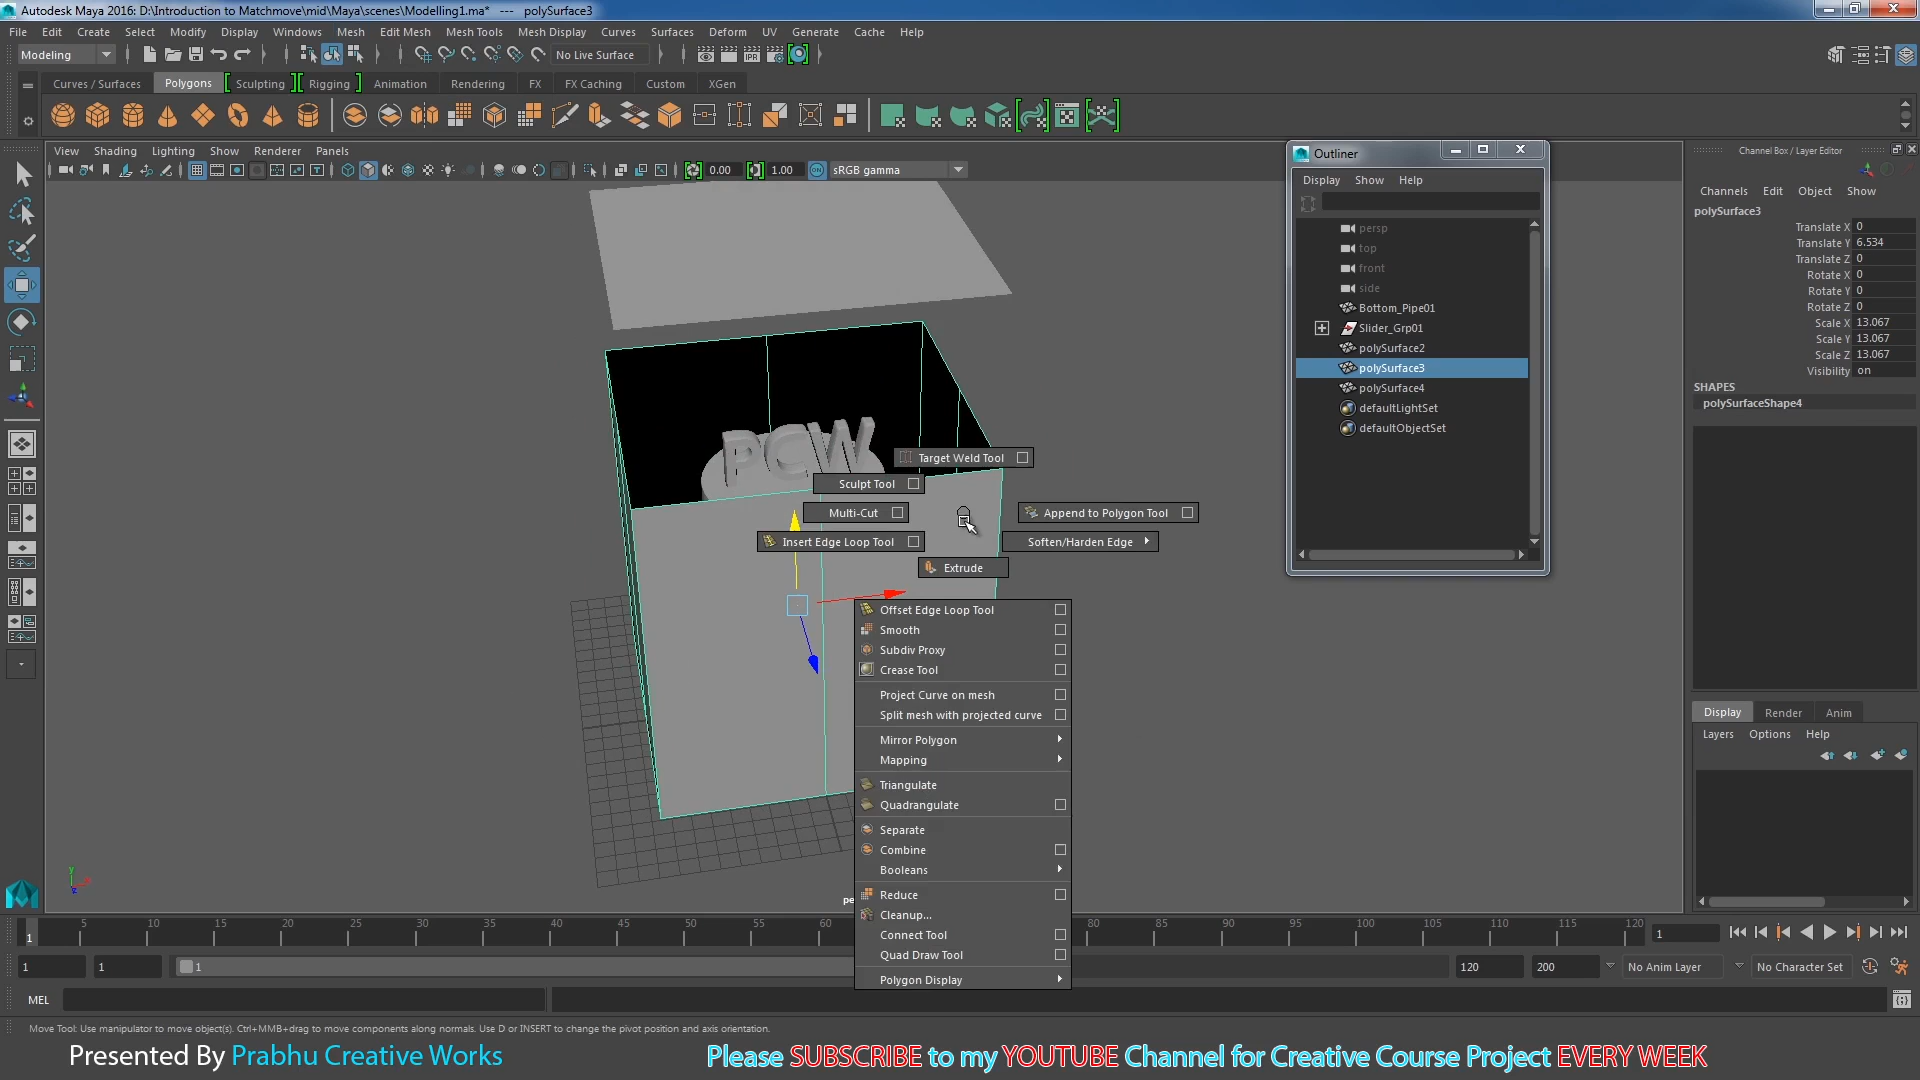 Autodesk Maya 2016: D:\Introduction to Matchmove\mid\Maya\scenes\Modelling1.ma*   ---   polySurface3
File Edit Create Select Modify Display Windows Mesh Edit Mesh Mesh Tools Mesh Display Curves Surfaces Deform UV Generate Cache Help
Modeling No Live Surface
Curves / Surfaces Polygons Sculpting Rigging Animation Rendering FX FX Caching Custom XGen
View Shading Lighting Show Renderer Panels
0.00 1.00 sRGB gamma
Outliner
Display Show Help
persp
top
front
side
Bottom_Pipe01
Slider_Grp01
polySurface2
polySurface3
polySurface4
defaultLightSet
defaultObjectSet
Channel Box / Layer Editor
Channels Edit Object Show
polySurface3
Translate X 0
Translate Y 6.534
Translate Z 0
Rotate X 0
Rotate Y 0
Rotate Z 0
Scale X 13.067
Scale Y 13.067
Scale Z 13.067
Visibility on
SHAPES
polySurfaceShape4
PCW
Target Weld Tool
Sculpt Tool
Multi-Cut Append to Polygon Tool
Insert Edge Loop Tool Soften/Harden Edge
Extrude
Offset Edge Loop Tool
Smooth
Subdiv Proxy
Crease Tool
Project Curve on mesh
Split mesh with projected curve
Mirror Polygon
Mapping
Triangulate
Quadrangulate
Separate
Combine
Booleans
Reduce
Cleanup...
Connect Tool
Quad Draw Tool
Polygon Display
Display Render Anim
Layers Options Help
y
z
pe
5 10 15 20 25 30 35 40 45 50 55 60 80 85 90 95 100 105 110 115 120
1 1
1 1 1 120 200 No Anim Layer No Character Set
MEL
Move Tool: Use manipulator to move object(s). Ctrl+MMB+drag to move components along normals. Use D or INSERT to change the pivot position and axis orientation.
Presented By Prabhu Creative Works Please SUBSCRIBE to my YOUTUBE Channel for Creative Course Project EVERY WEEK